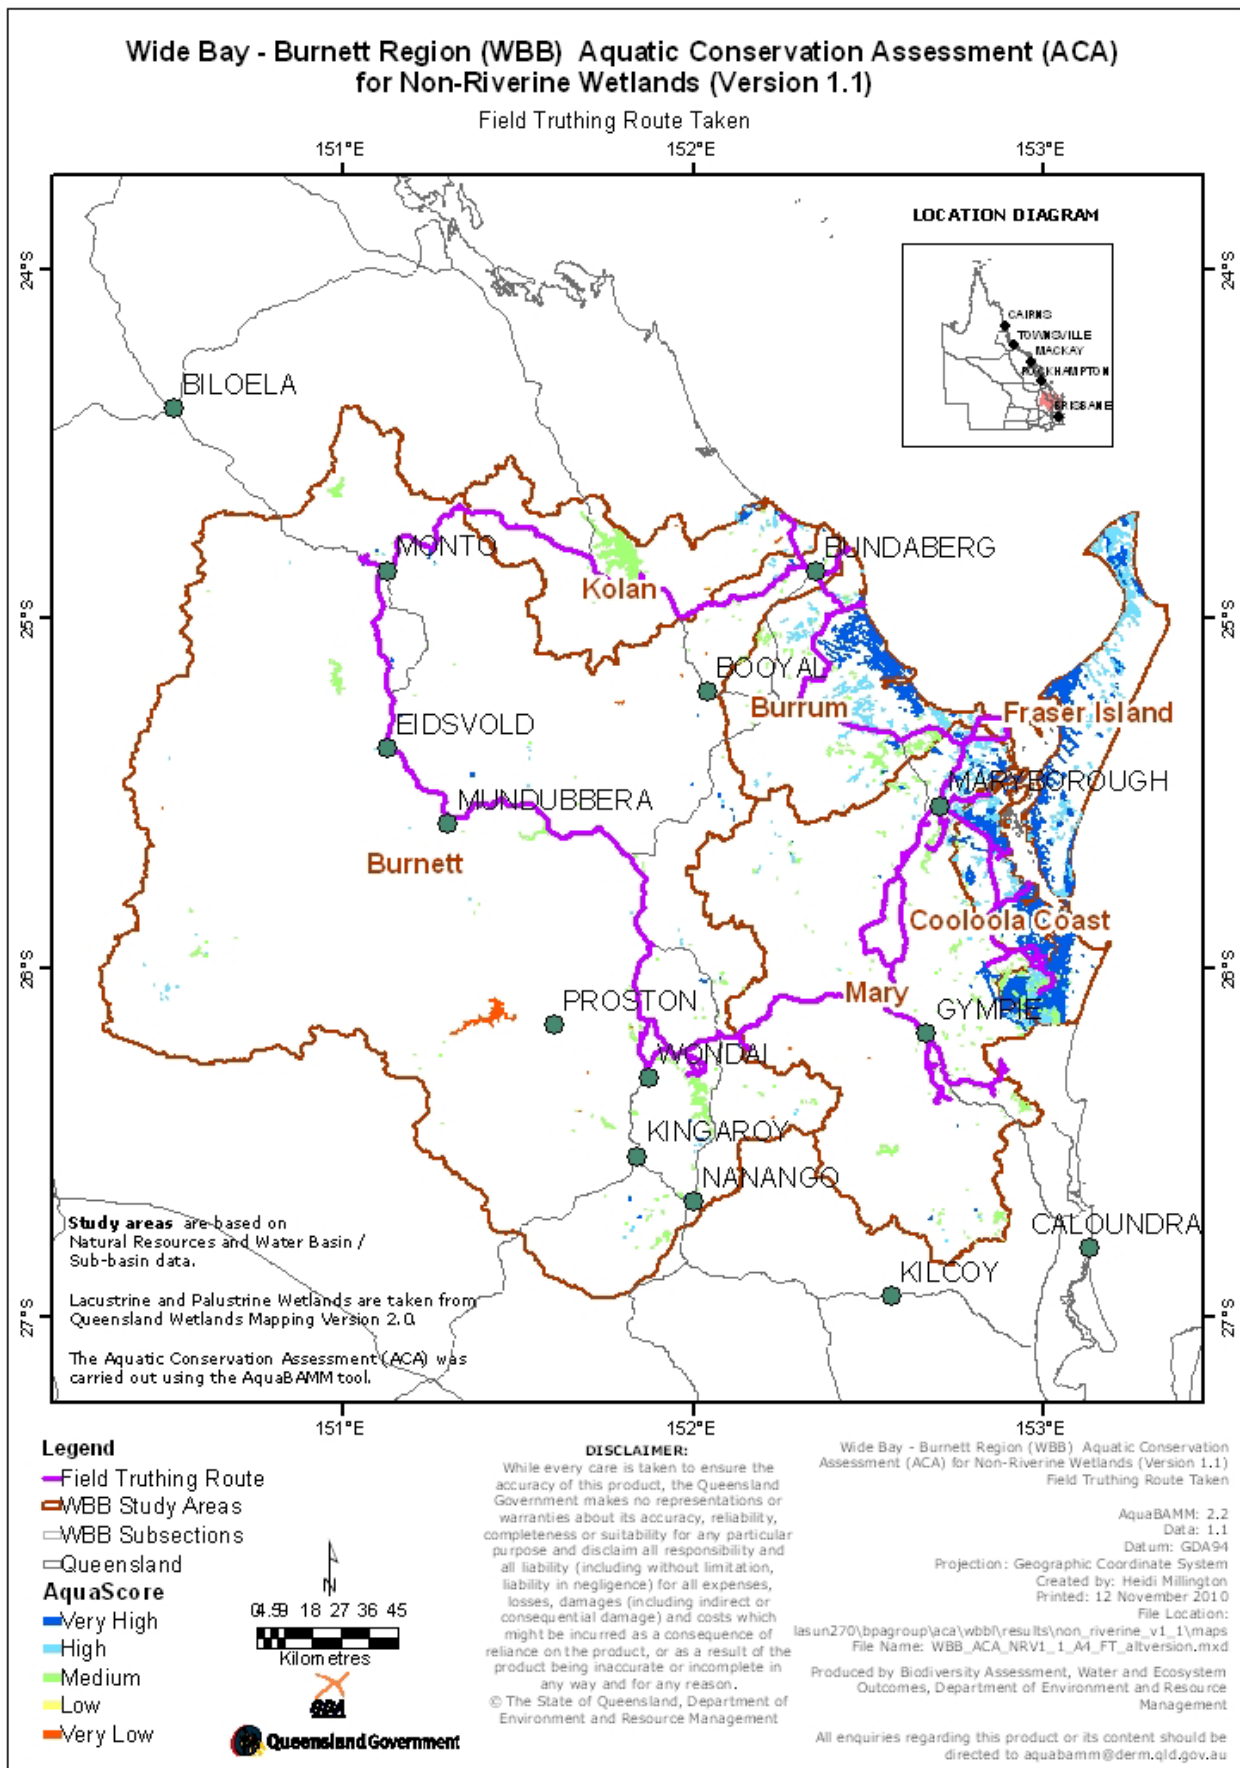 Wide Bay - Burnett Region (WBB) Aquatic Conservation Assessment (ACA)
for Non-Riverine Wetlands (Version 1.1)
Field Truthing Route Taken
151°E 152°E 153°E
LOCATION DIAGRAM
24°S 24°S
CAIRNS
TOWNSVILLE
MACKAY
ROCKHAMPTON
BRISBANE
BILOELA
MONTO
BUNDABERG
Kolan
25°S 25°S
BOOYAL
Burrum
Fraser Island
EIDSVOLD
MARYBOROUGH
MUNDUBBERA
Burnett
Cooloola Coast
26°S 26°S
Mary
PROSTON
GYMPIE
WONDAI
KINGAROY
NANANGO
CALOUNDRA
KILCOY
27°S 27°S
Study areas are based on
Natural Resources and Water Basin /
Sub-basin data.
Lacustrine and Palustrine Wetlands are taken from
Queensland Wetlands Mapping Version 2.0.
The Aquatic Conservation Assessment (ACA) was
carried out using the AquaBAMM tool.
151°E 152°E 153°E
Legend
Field Truthing Route
WBB Study Areas
WBB Subsections
Queensland
AquaScore
Very High
High
Medium
Low
Very Low
N
0 4.5 9 18 27 36 45
Kilometres
Queensland Government
DISCLAIMER:
While every care is taken to ensure the
accuracy of this product, the Queensland
Government makes no representations or
warranties about its accuracy, reliability,
completeness or suitability for any particular
purpose and disclaim all responsibility and
all liability (including without limitation,
liability in negligence) for all expenses,
losses, damages (including indirect or
consequential damage) and costs which
might be incurred as a consequence of
reliance on the product, or as a result of the
product being inaccurate or incomplete in
any way and for any reason.
© The State of Queensland, Department of
Environment and Resource Management
Wide Bay - Burnett Region (WBB) Aquatic Conservation
Assessment (ACA) for Non-Riverine Wetlands (Version 1.1)
Field Truthing Route Taken
AquaBAMM: 2.2
Data: 1.1
Datum: GDA94
Projection: Geographic Coordinate System
Created by: Heidi Millington
Printed: 12 November 2010
File Location:
lasun270\bpagroup\aca\wbbl\results\non_riverine_v1_1\maps
File Name: WBB_ACA_NRV1_1_A4_FT_altversion.mxd
Produced by Biodiversity Assessment, Water and Ecosystem
Outcomes, Department of Environment and Resource
Management
All enquiries regarding this product or its content should be
directed to aquabamm@derm.qld.gov.au